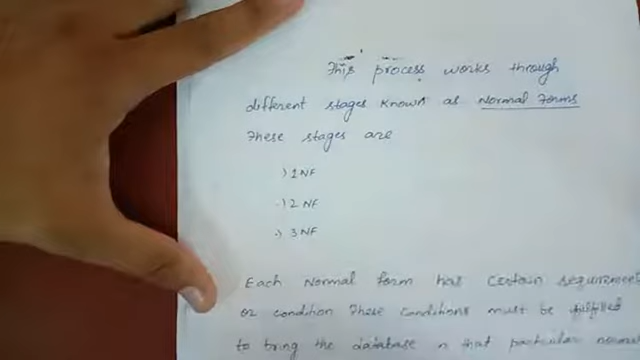 This process works through
different stages known as Normal Forms
These stages are
1 NF
2 NF
3 NF
Each Normal form has certain requirement
or condition These conditions must be fulfilled
to bring the database n that particular norma